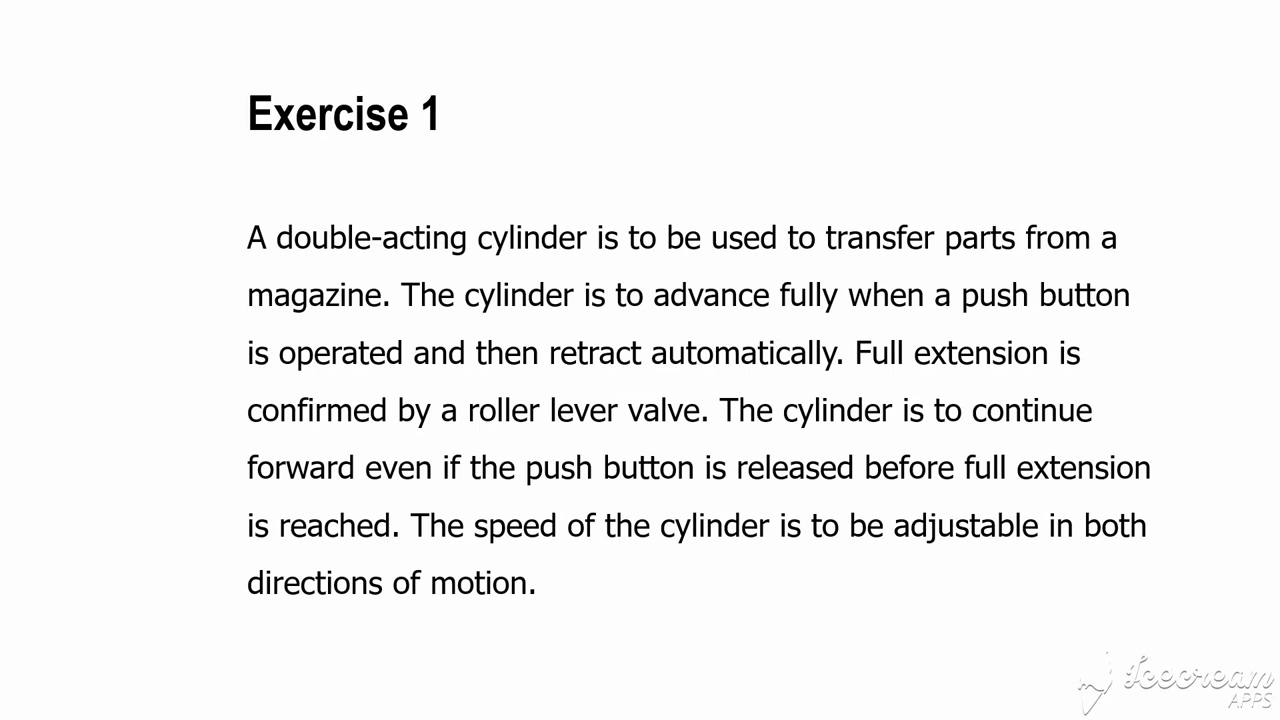 Exercise 1
A double-acting cylinder is to be used to transfer parts from a
magazine. The cylinder is to advance fully when a push button
is operated and then retract automatically. Full extension is
confirmed by a roller lever valve. The cylinder is to continue
forward even if the push button is released before full extension
is reached. The speed of the cylinder is to be adjustable in both
directions of motion.
Icecream
APPS